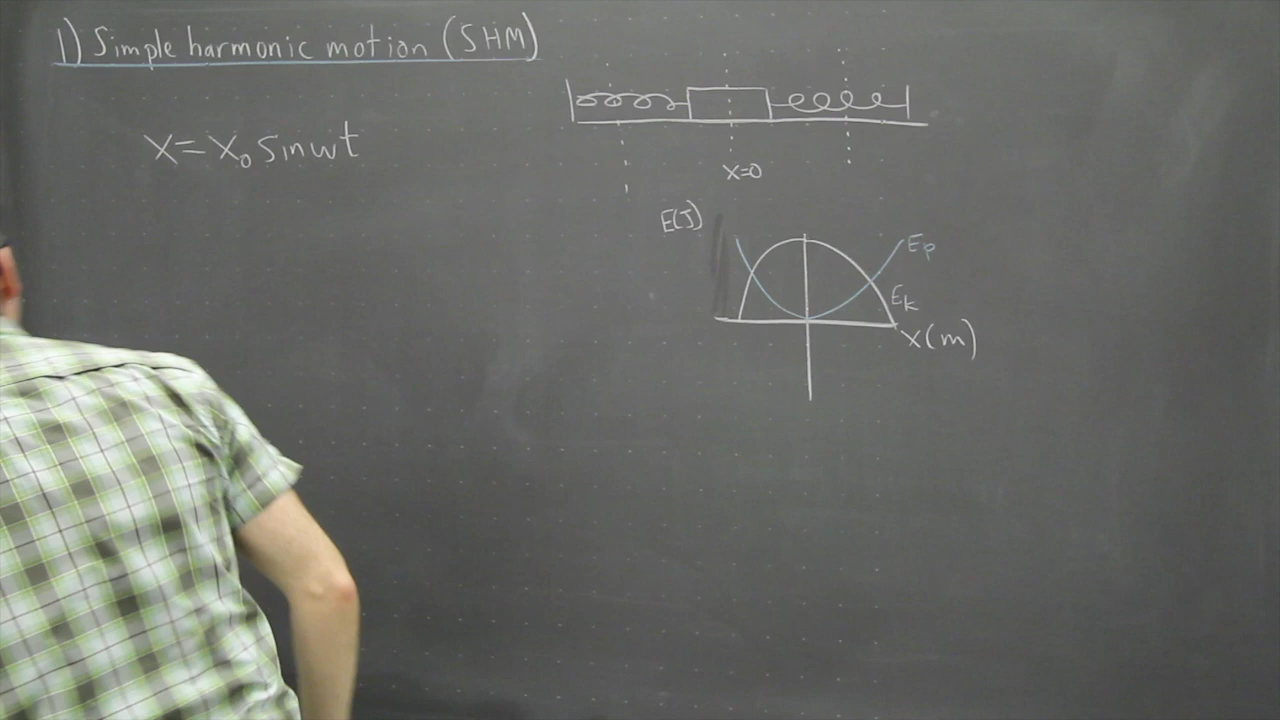 1) Simple harmonic motion (SHM)
x = x₀ sin ωt
x=0
E(J)
Ep
Ek
x(m)